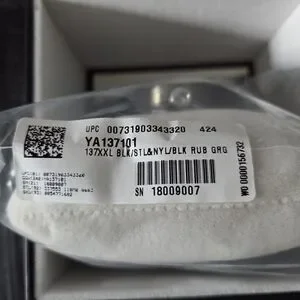 UPC 00731903343320 424
YA137101
137XXL BLK/STL&NYL/BLK RUB GRG
SN 18009007
WO 0000156732